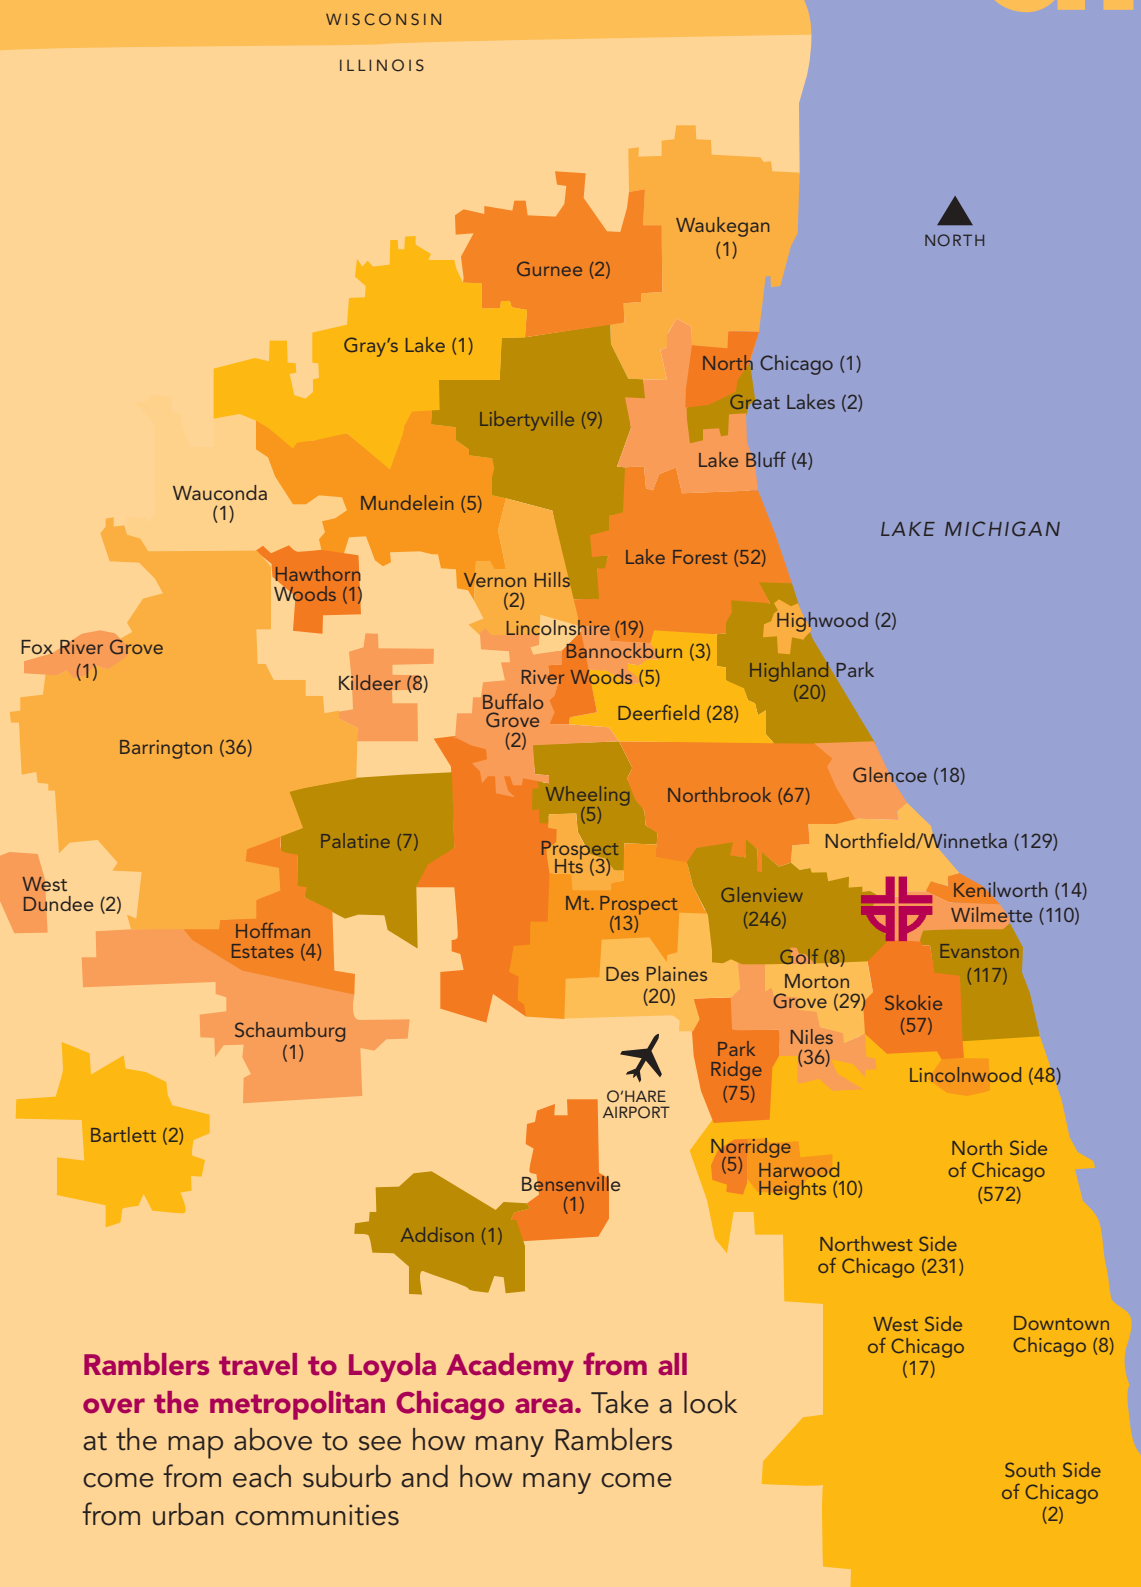 WISCONSIN
ILLINOIS
NORTH
Waukegan
(1)
Gurnee (2)
Gray's Lake (1)
North Chicago (1)
Great Lakes (2)
Libertyville (9)
Lake Bluff (4)
Wauconda
(1)
Mundelein (5)
LAKE MICHIGAN
Lake Forest (52)
Hawthorn
Woods (1)
Vernon Hills
(2)
Highwood (2)
Lincolnshire (19)
Fox River Grove
(1)
Bannockburn (3)
Highland Park
(20)
River Woods (5)
Kildeer (8)
Buffalo
Grove
(2)
Deerfield (28)
Barrington (36)
Glencoe (18)
Wheeling
(5)
Northbrook (67)
Palatine (7)
Prospect
Hts (3)
Northfield/Winnetka (129)
West
Dundee (2)
Mt. Prospect
(13)
Glenview
(246)
Kenilworth (14)
Wilmette (110)
Hoffman
Estates (4)
Golf (8)
Evanston
(117)
Des Plaines
(20)
Morton
Grove (29)
Skokie
(57)
Schaumburg
(1)
Niles
(36)
Park
Ridge
(75)
Lincolnwood (48)
O'HARE
AIRPORT
Bartlett (2)
Norridge
(5)
Harwood
Heights (10)
North Side
of Chicago
(572)
Bensenville
(1)
Addison (1)
Northwest Side
of Chicago (231)
West Side
of Chicago
(17)
Downtown
Chicago (8)
South Side
of Chicago
(2)
Ramblers travel to Loyola Academy from all
over the metropolitan Chicago area. Take a look
at the map above to see how many Ramblers
come from each suburb and how many come
from urban communities